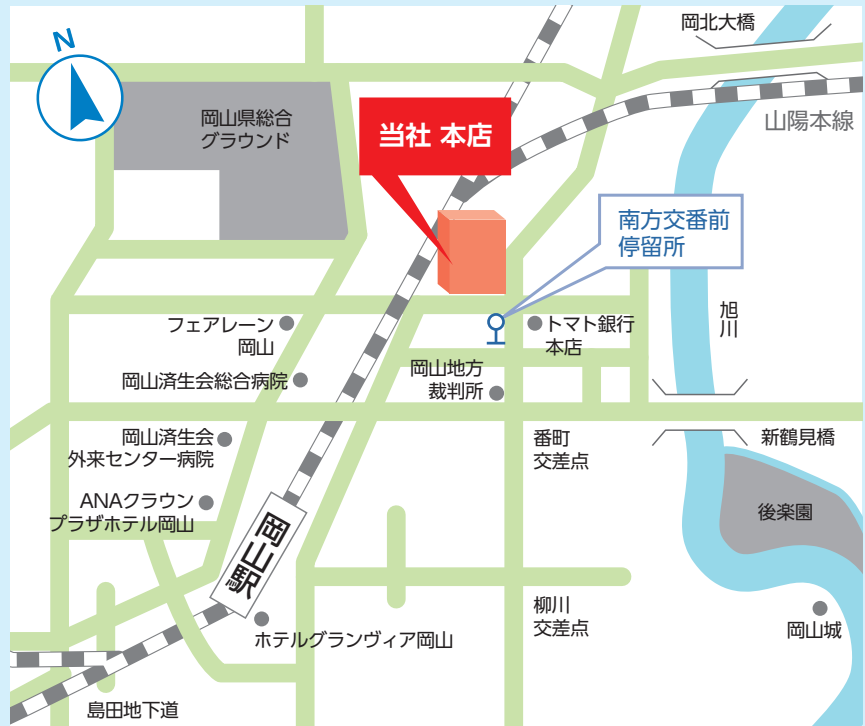 N
岡北大橋
岡山県総合
グラウンド
当社 本店
山陽本線
南方交番前
停留所
旭川
フェアレーン
岡山
トマト銀行
本店
岡山地方
裁判所
岡山済生会総合病院
岡山済生会
外来センター病院
番町
交差点
新鶴見橋
ANAクラウン
プラザホテル岡山
後楽園
岡山駅
柳川
交差点
岡山城
ホテルグランヴィア岡山
島田地下道